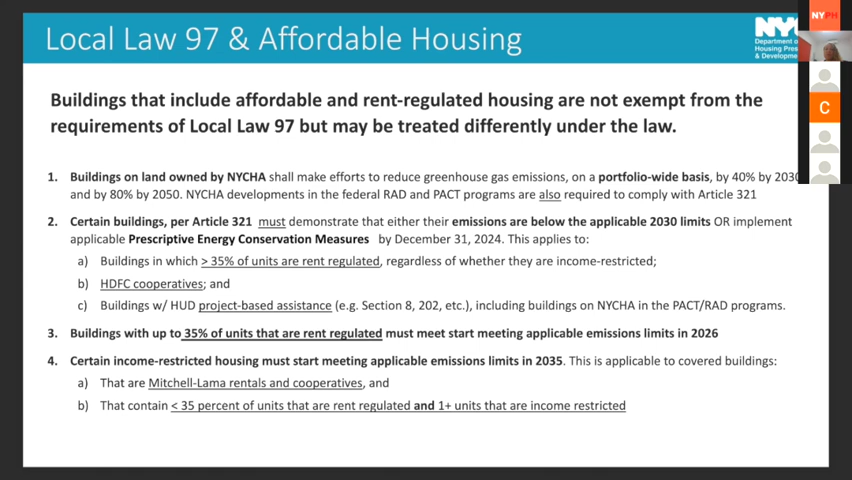 Local Law 97 & Affordable Housing
NYC
Department of
Housing Pres
& Developme
NYPH
C
Buildings that include affordable and rent-regulated housing are not exempt from the
requirements of Local Law 97 but may be treated differently under the law.
1. Buildings on land owned by NYCHA shall make efforts to reduce greenhouse gas emissions, on a portfolio-wide basis, by 40% by 2030
and by 80% by 2050. NYCHA developments in the federal RAD and PACT programs are also required to comply with Article 321
2. Certain buildings, per Article 321 must demonstrate that either their emissions are below the applicable 2030 limits OR implement
applicable Prescriptive Energy Conservation Measures by December 31, 2024. This applies to:
a) Buildings in which > 35% of units are rent regulated, regardless of whether they are income-restricted;
b) HDFC cooperatives; and
c) Buildings w/ HUD project-based assistance (e.g. Section 8, 202, etc.), including buildings on NYCHA in the PACT/RAD programs.
3. Buildings with up to 35% of units that are rent regulated must meet start meeting applicable emissions limits in 2026
4. Certain income-restricted housing must start meeting applicable emissions limits in 2035. This is applicable to covered buildings:
a) That are Mitchell-Lama rentals and cooperatives, and
b) That contain < 35 percent of units that are rent regulated and 1+ units that are income restricted